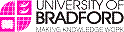 UNIVERSITY OF
BRADFORD
MAKING KNOWLEDGE WORK